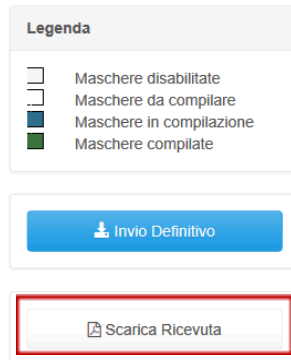 Legenda
Maschere disabilitate
Maschere da compilare
Maschere in compilazione
Maschere compilate
Invio Definitivo
Scarica Ricevuta